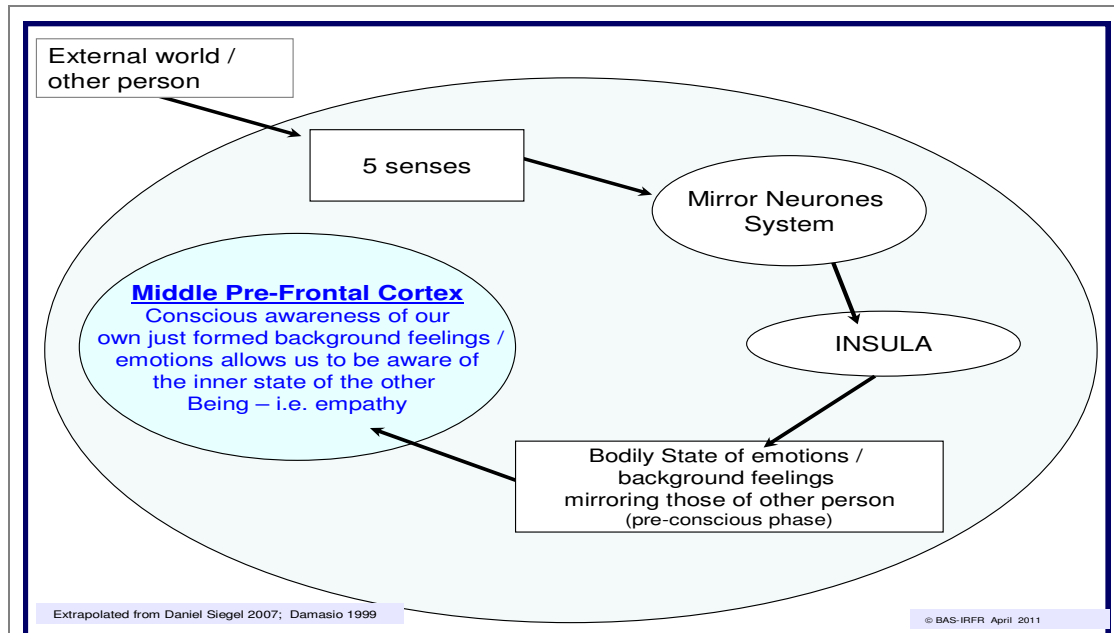 External world /
other person
5 senses
Mirror Neurones
System
INSULA
Bodily State of emotions /
background feelings
mirroring those of other person
(pre-conscious phase)
Middle Pre-Frontal Cortex
Conscious awareness of our
own just formed background feelings /
emotions allows us to be aware of
the inner state of the other
Being – i.e. empathy
Extrapolated from Daniel Siegel 2007; Damasio 1999
© BAS-IRFR April 2011